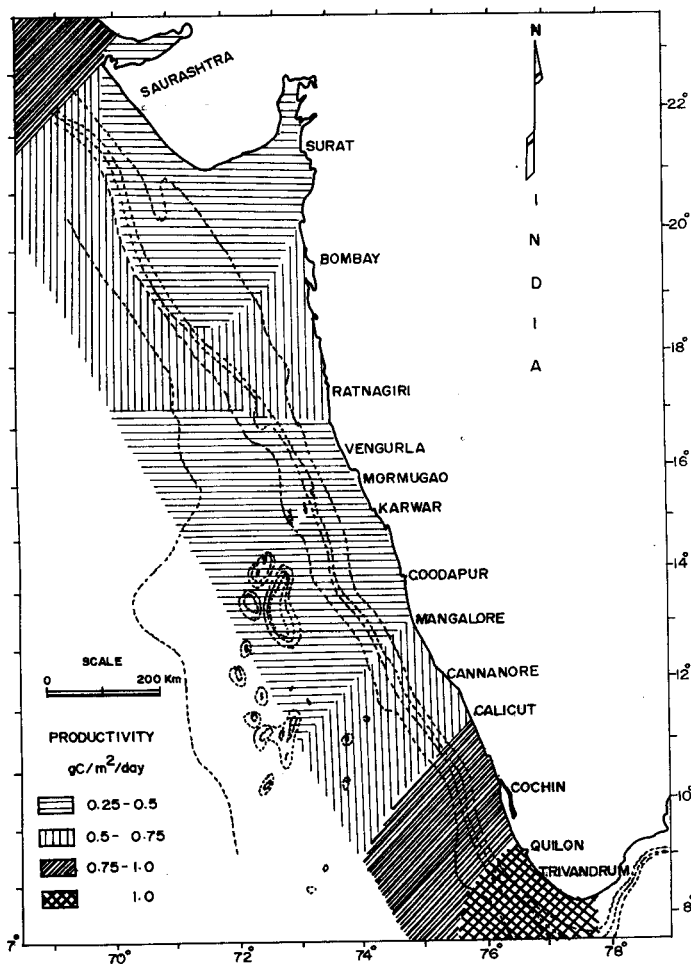 N
22°
SAURASHTRA
SURAT
I
20°
N
BOMBAY
D
I
18°
A
RATNAGIRI
VENGURLA
16°
MORMUGAO
KARWAR
14°
COODAPUR
MANGALORE
SCALE
12°
CANNANORE
0 200 Km
CALICUT
PRODUCTIVITY
gC/m²/day
COCHIN
10°
0.25-0.5
0.5- 0.75
QUILON
0.75-1.0
TRIVANDRUM
1.0
8°
7° 70° 72° 74° 76° 78°